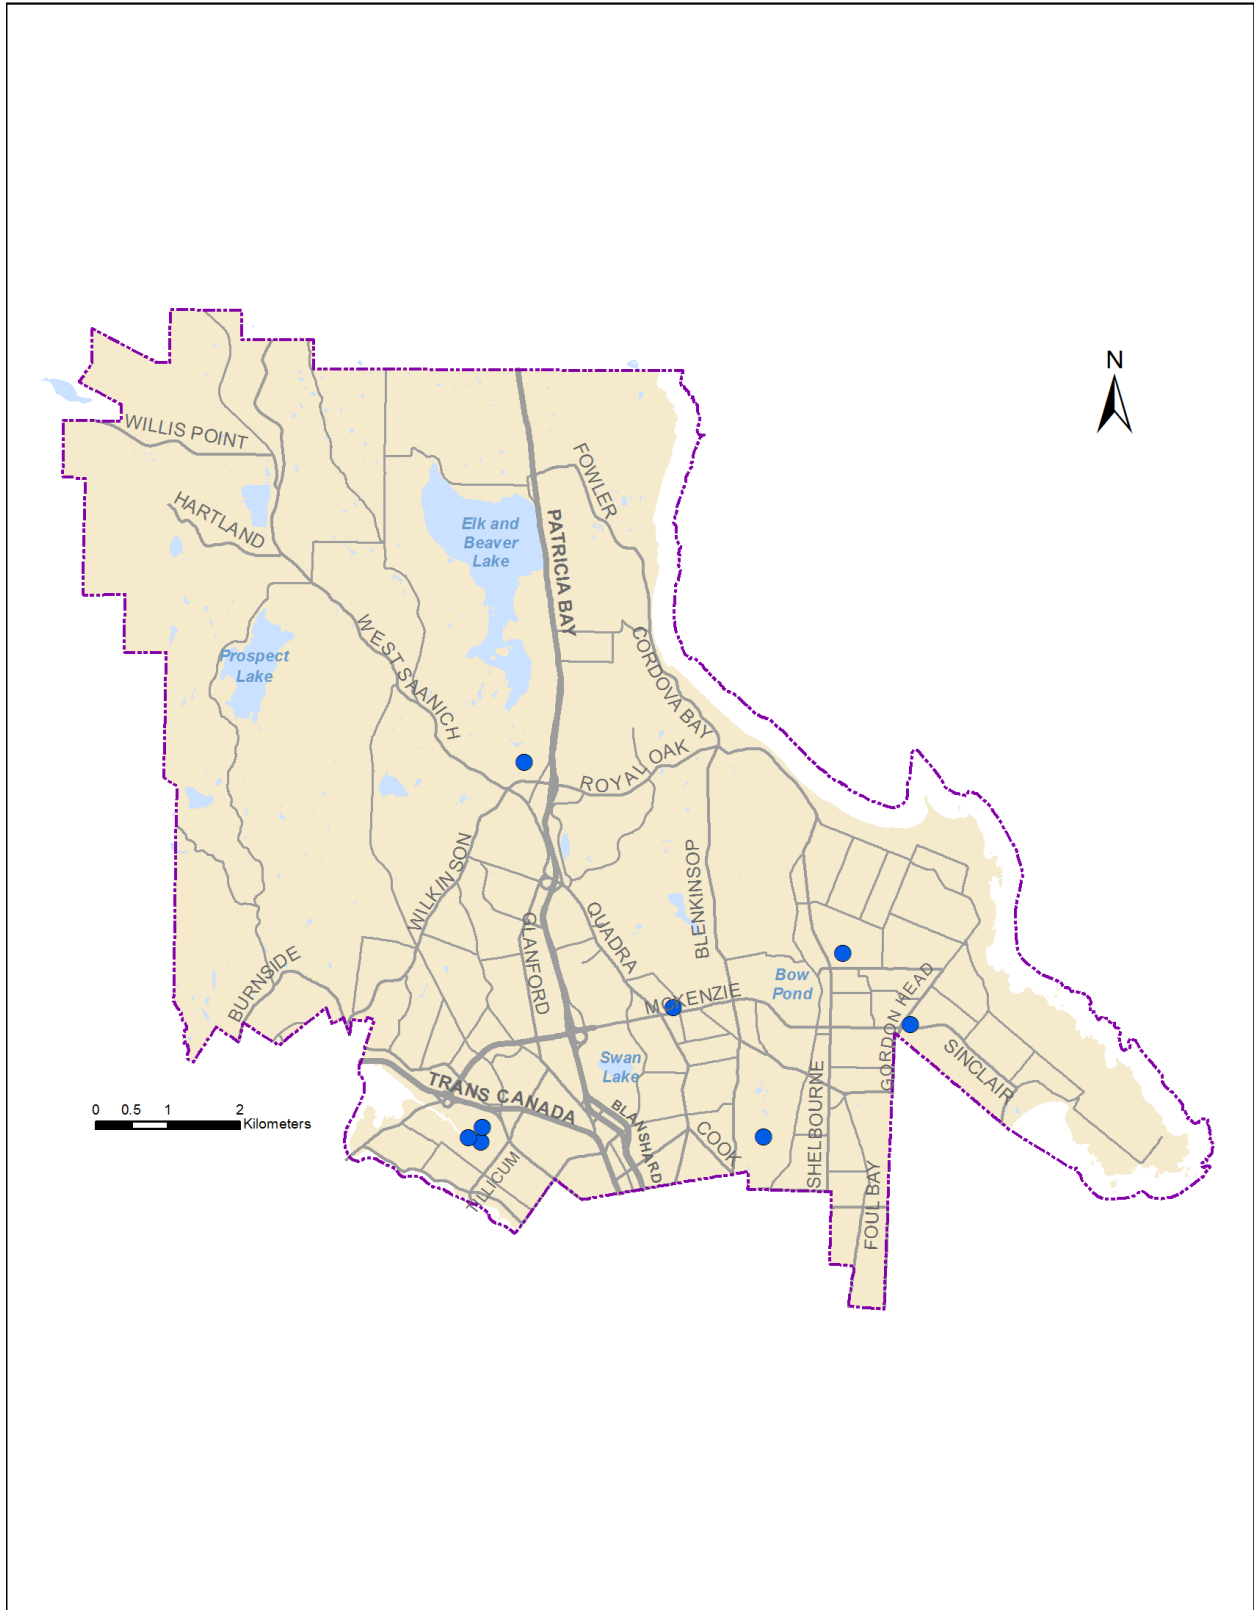 N
WILLIS POINT
HARTLAND
FOWLER
PATRICIA BAY
Elk and
Beaver
Lake
WEST SAANICH
Prospect
Lake
CORDOVA BAY
ROYAL OAK
WILKINSON
BLENKINSOP
QUADRA
GLANFORD
BURNSIDE
Bow
Pond
MCKENZIE
GORDON HEAD
SINCLAIR
Swan
Lake
TRANS CANADA
BLANSHARD
COOK
SHELBOURNE
TILLICUM
FOUL BAY
0 0.5 1 2
Kilometers